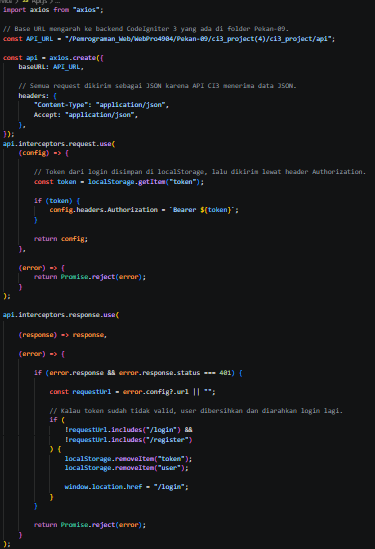 import axios from "axios";
// Base URL mengarah ke backend CodeIgniter 3 yang ada di folder Pekan-09.
const API_URL = "/Pemrograman_Web/WebPro4904/Pekan-09/ci3_project(4)/ci3_project/api";
const api = axios.create({
    baseURL: API_URL,
    // Semua request dikirim sebagai JSON karena API CI3 menerima data JSON.
    headers: {
        "Content-Type": "application/json",
        Accept: "application/json",
    },
});
api.interceptors.request.use(
    (config) => {
        // Token dari login disimpan di localStorage, lalu dikirim lewat header Authorization.
        const token = localStorage.getItem("token");
        if (token) {
            config.headers.Authorization = `Bearer ${token}`;
        }
        return config;
    },
    (error) => {
        return Promise.reject(error);
    }
);
api.interceptors.response.use(
    (response) => response,
    (error) => {
        if (error.response && error.response.status === 401) {
            const requestUrl = error.config?.url || "";
            // Kalau token sudah tidak valid, user dibersihkan dan diarahkan login lagi.
            if (
                !requestUrl.includes("/login") &&
                !requestUrl.includes("/register")
            ) {
                localStorage.removeItem("token");
                localStorage.removeItem("user");
                window.location.href = "/login";
            }
        }
        return Promise.reject(error);
    }
);